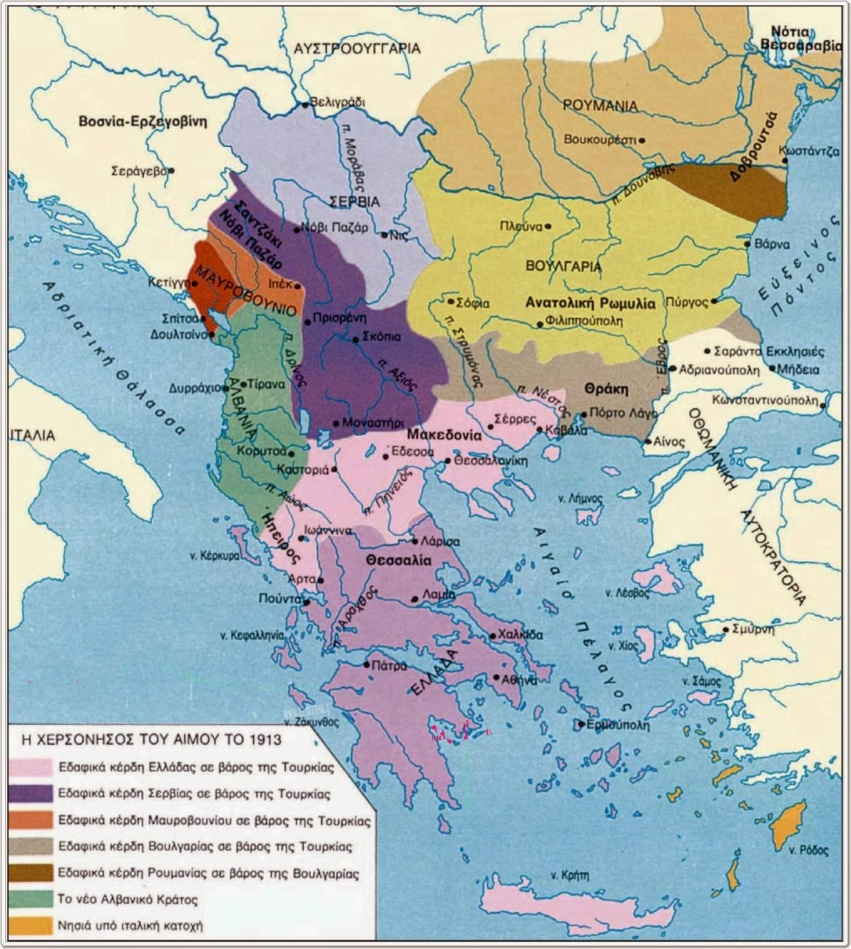 ΑΥΣΤΡΟΟΥΓΓΑΡΙΑ
Νότια
Βεσσαραβία
Βελιγράδι
Βοσνία-Ερζεγοβίνη
ΡΟΥΜΑΝΙΑ
Βουκουρέστι
Δοβρουτσά
Κωστάντζα
Σεράγεβο
π. Μοράβας
π. Δούναβης
ΣΕΡΒΙΑ
Σαντζάκι
Νόβι Παζάρ
Νόβι Παζάρ
Νις
Πλεύνα
Βάρνα
Εύξεινος
Πόντος
ΒΟΥΛΓΑΡΙΑ
Κετίγγη
ΜΑΥΡΟΒΟΥΝΙΟ
Ιπέκ
Σόφια
Ανατολική Ρωμυλία
Πύργος
Σπίτσα
Πρισρένη
Φιλιππούπολη
Δουλτσίνο
Σκόπια
π. Στρυμόνας
π. Έβρος
Σαράντα Εκκλησιές
Αδριατική Θάλασσα
π. Δρίνος
π. Αξιός
Αδριανούπολη
Μήδεια
Δυρράχιο
Τίρανα
π. Νέστος
Θράκη
Κωνσταντινούπολη
ΑΛΒΑΝΙΑ
Μοναστήρι
Σέρρες
Πόρτο Λάγο
ΙΤΑΛΙΑ
Μακεδονία
Καβάλα
Αίνος
ΟΘΩΜΑΝΙΚΗ
Κορυτσά
Έδεσσα
Θεσσαλονίκη
Καστοριά
π. Αώος
π. Πηνειός
ν. Λήμνος
ΑΥΤΟΚΡΑΤΟΡΙΑ
Ήπειρος
Ιωάννινα
Λάρισα
Αιγαίο Πέλαγος
ν. Κέρκυρα
Θεσσαλία
Άρτα
ν. Λέσβος
Πούντα
π. Άραχθος
Λαμία
ν. Κεφαλληνία
Χαλκίδα
Σμύρνη
ν. Χίος
Πάτρα
ΕΛΛΑΔΑ
Αθήνα
ν. Σάμος
ν. Ζάκυνθος
Ερμούπολη
Η ΧΕΡΣΟΝΗΣΟΣ ΤΟΥ ΑΙΜΟΥ ΤΟ 1913
Εδαφικά κέρδη Ελλάδας σε βάρος της Τουρκίας
Εδαφικά κέρδη Σερβίας σε βάρος της Τουρκίας
Εδαφικά κέρδη Μαυροβουνίου σε βάρος της Τουρκίας
Εδαφικά κέρδη Βουλγαρίας σε βάρος της Τουρκίας
Εδαφικά κέρδη Ρουμανίας σε βάρος της Βουλγαρίας
Το νέο Αλβανικό Κράτος
Νησιά υπό ιταλική κατοχή
ν. Ρόδος
ν. Κρήτη